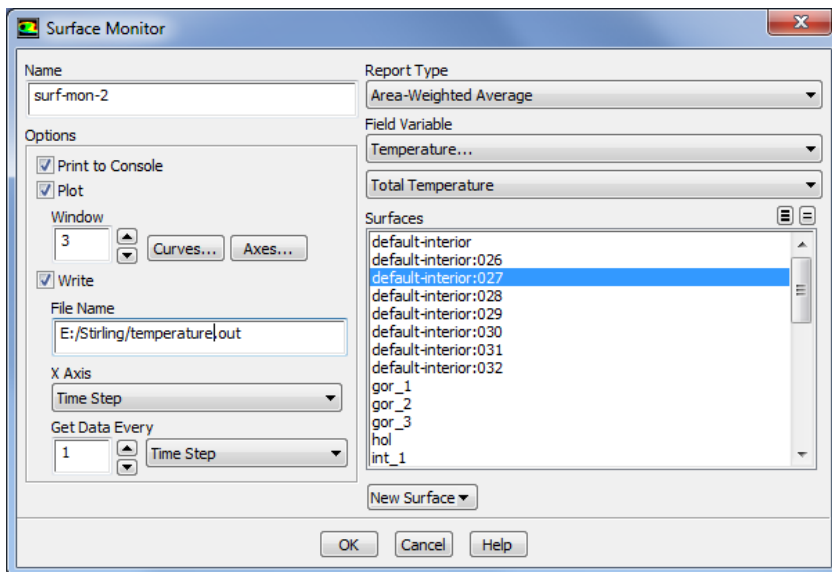 Surface Monitor
Name
surf-mon-2
Options
Print to Console
Plot
Window
3
Curves...
Axes...
Write
File Name
E:/Stirling/temperature.out
X Axis
Time Step
Get Data Every
1
Time Step
Report Type
Area-Weighted Average
Field Variable
Temperature...
Total Temperature
Surfaces
default-interior
default-interior:026
default-interior:027
default-interior:028
default-interior:029
default-interior:030
default-interior:031
default-interior:032
gor_1
gor_2
gor_3
hol
int_1
New Surface
OK
Cancel
Help